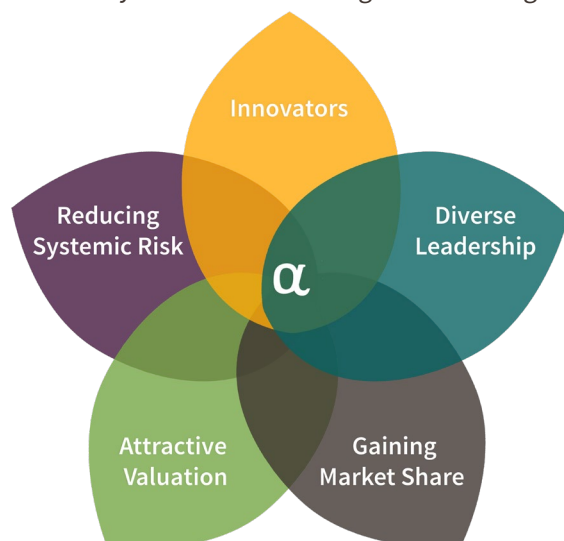 Innovators
Reducing
Systemic Risk
Diverse
Leadership
α
Attractive
Valuation
Gaining
Market Share